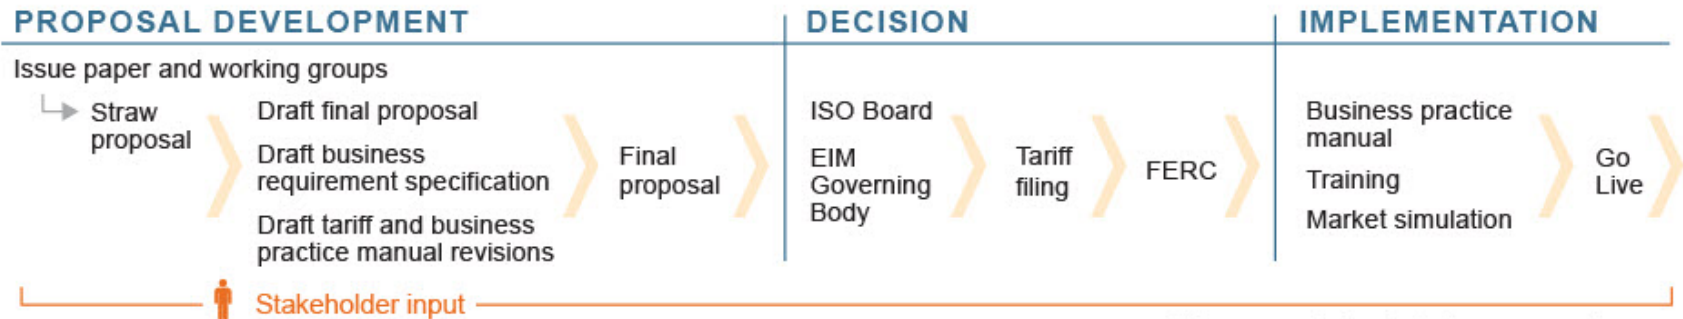 PROPOSAL DEVELOPMENT
Issue paper and working groups
Straw
proposal
Draft final proposal
Draft business
requirement specification
Draft tariff and business
practice manual revisions
Final
proposal
DECISION
ISO Board
EIM
Governing
Body
Tariff
filing
FERC
IMPLEMENTATION
Business practice
manual
Training
Market simulation
Go
Live
Stakeholder input